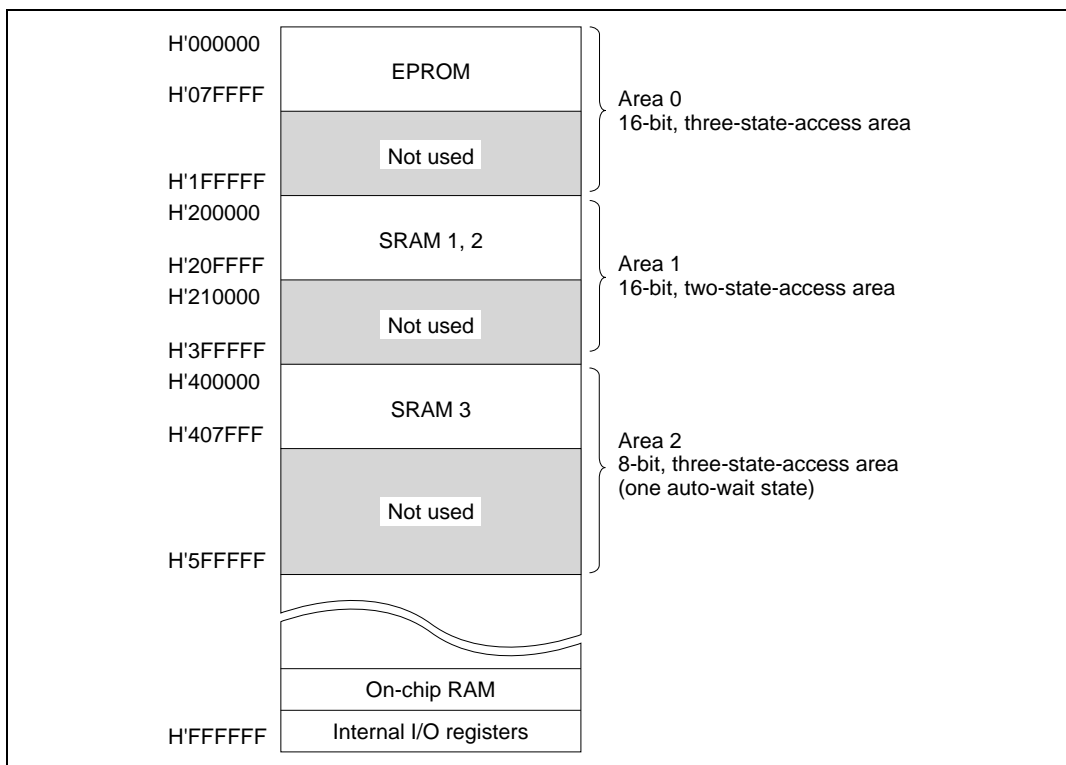 H'000000
EPROM
H'07FFFF
Area 0
16-bit, three-state-access area
Not used
H'1FFFFF
H'200000
SRAM 1, 2
H'20FFFF
Area 1
16-bit, two-state-access area
H'210000
Not used
H'3FFFFF
H'400000
SRAM 3
H'407FFF
Area 2
8-bit, three-state-access area
(one auto-wait state)
Not used
H'5FFFFF
On-chip RAM
Internal I/O registers
H'FFFFFF